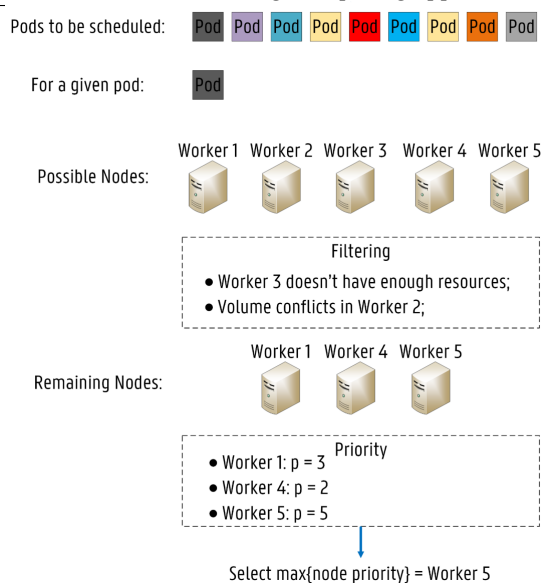 Pods to be scheduled: Pod Pod Pod Pod Pod Pod Pod Pod Pod
For a given pod: Pod
Worker 1 Worker 2 Worker 3 Worker 4 Worker 5
Possible Nodes:
Filtering
● Worker 3 doesn't have enough resources;
● Volume conflicts in Worker 2;
Worker 1 Worker 4 Worker 5
Remaining Nodes:
Priority
● Worker 1: p = 3
● Worker 4: p = 2
● Worker 5: p = 5
Select max{node priority} = Worker 5